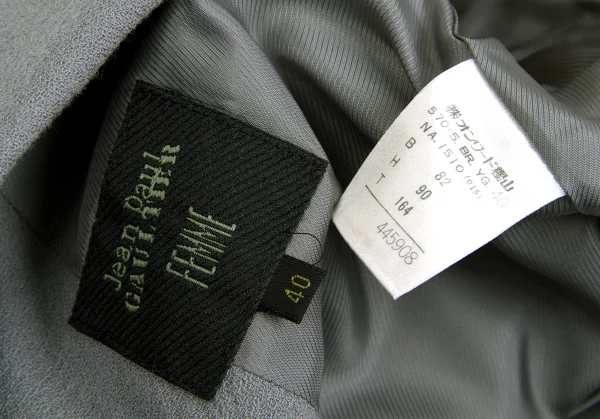 Jean Paul
GAULTIER
FEMME
40
㈱オンワード樫山
570-5. BR. YG. 40
NA. 1510 (015)
B 82
H 90
T 164
445908